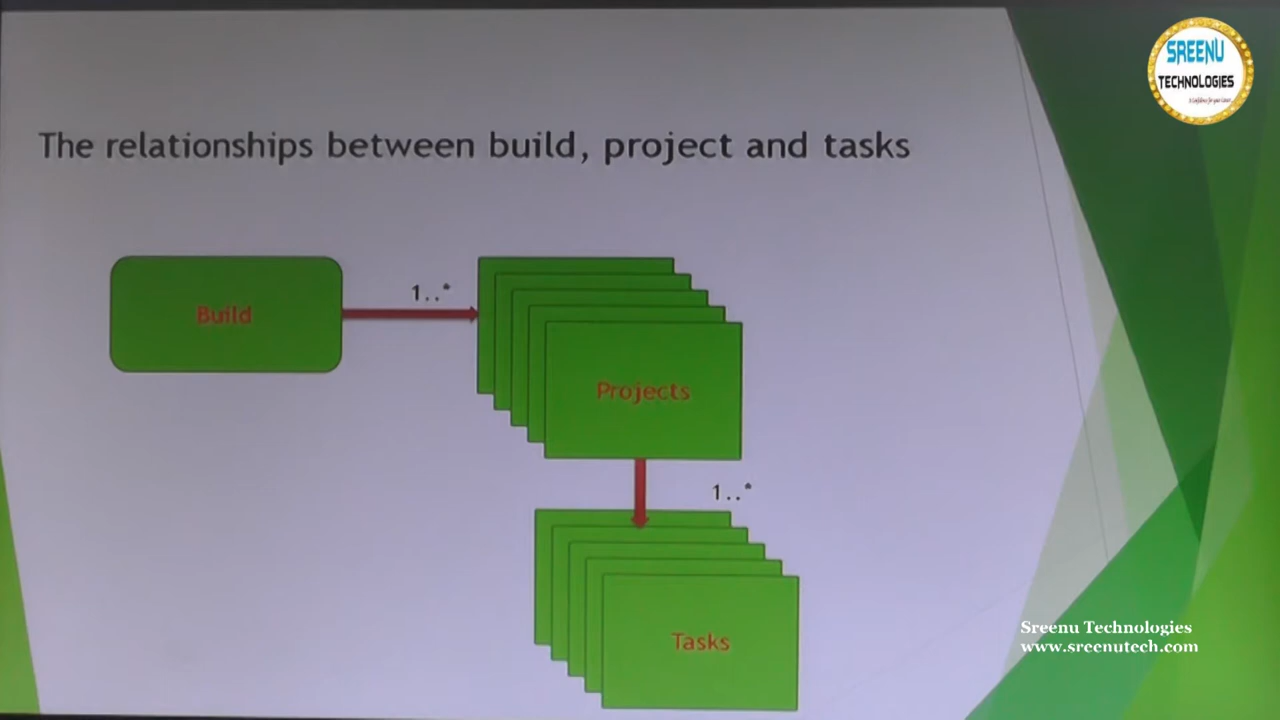 SREENU
TECHNOLOGIES
The relationships between build, project and tasks
1..*
Build
Projects
1..*
Tasks
Sreenu Technologies
www.sreenutech.com